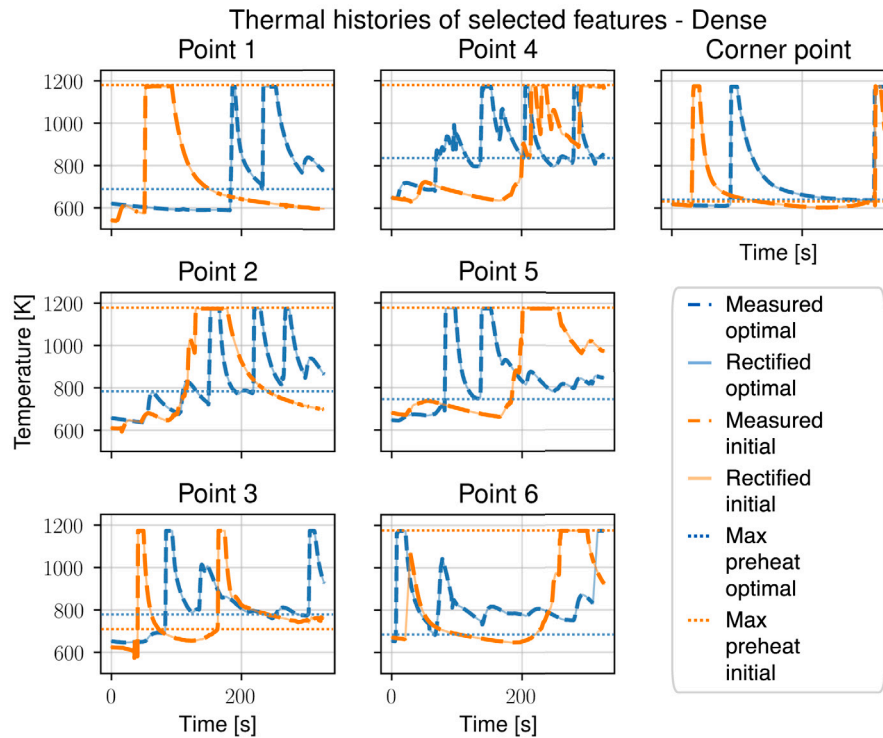 Thermal histories of selected features - Dense
Point 1
Point 4
Corner point
1200
1000
800
600
Time [s]
Point 2
Point 5
Temperature [K]
1200
1000
800
600
Measured
optimal
Rectified
optimal
Measured
initial
Rectified
initial
Max
preheat
optimal
Max
preheat
initial
Point 3
Point 6
1200
1000
800
600
0
200
0
200
Time [s]
Time [s]